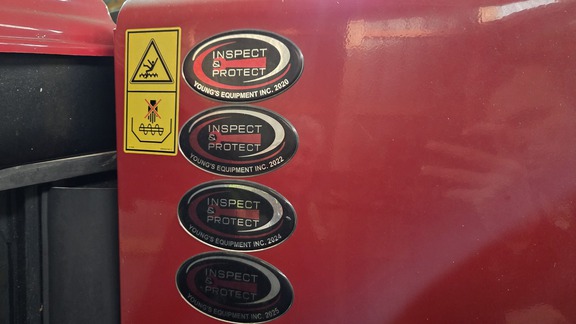 INSPECT
&
PROTECT
YOUNG'S EQUIPMENT INC. 2020
INSPECT
&
PROTECT
YOUNG'S EQUIPMENT INC. 2022
INSPECT
&
PROTECT
YOUNG'S EQUIPMENT INC. 2024
INSPECT
&
PROTECT
YOUNG'S EQUIPMENT INC. 2025